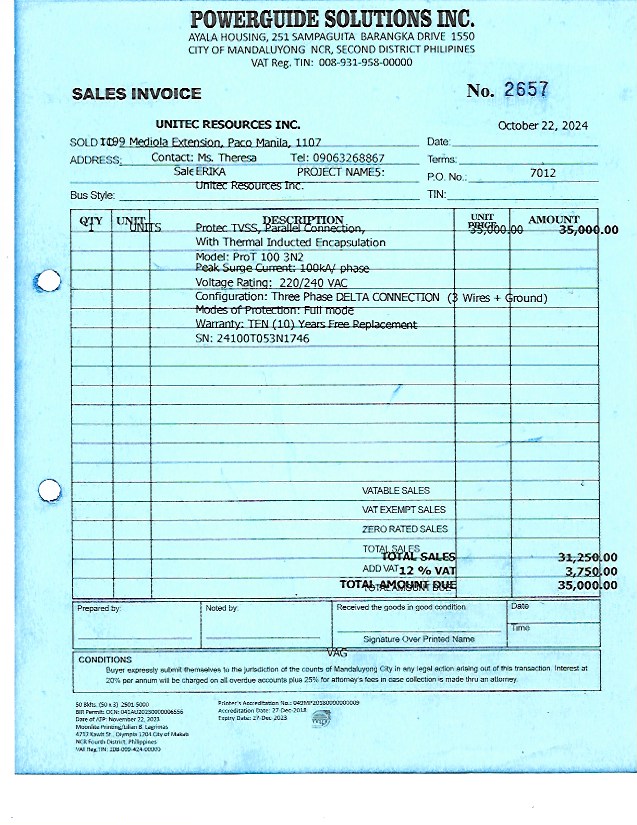 POWERGUIDE SOLUTIONS INC.
AYALA HOUSING, 251 SAMPAGUITA BARANGKA DRIVE 1550
CITY OF MANDALUYONG NCR, SECOND DISTRICT PHILIPINES
VAT Reg. TIN: 008-931-958-00000
SALES INVOICE No. 2657
UNITEC RESOURCES INC. October 22, 2024
SOLD TO 1099 Mediola Extension, Paco Manila, 1107 Date:
ADDRESS: Contact: Ms. Theresa Tel: 09063268867 Terms:
Sale ERIKA PROJECT NAMES: P.O. No.: 7012
Unitec Resources Inc.
Bus Style: TIN:
QTY UNIT DESCRIPTION UNIT PRICE AMOUNT
1 UNITS Protec TVSS, Parallel Connection, 35,000.00 35,000.00
With Thermal Inducted Encapsulation
Model: ProT 100 3N2
Peak Surge Current: 100kA/ phase
Voltage Rating: 220/240 VAC
Configuration: Three Phase DELTA CONNECTION (3 Wires + Ground)
Modes of Protection: Full mode
Warranty: TEN (10) Years Free Replacement
SN: 24100T053N1746
VATABLE SALES
VAT EXEMPT SALES
ZERO RATED SALES
TOTAL SALES
TOTAL SALES 31,250.00
ADD VAT 12 % VAT 3,750.00
TOTAL AMOUNT DUE 35,000.00
Prepared by: Noted by: Received the goods in good condition Date
Time
Signature Over Printed Name
VAG
CONDITIONS
Buyer expressly submit themselves to the jurisdiction of the counts of Mandaluyong City in any legal action arising out of this transaction. Interest at
20% per annum will be charged on all overdue accounts plus 25% for attorney's fees in case collection is made thru an attorney.
50 Bklts. (50 x 3) 2501-5000
BIR Permit: OCN: 041AU20230000006556
Date of ATP: November 22, 2023
Moonlite Printing/Lilian B. Lagrimas
4717 Kawit St., Olympia 1204 City of Makati
NCR Fourth District, Philippines
VAT Reg TIN: 208-009-424-00000
Printer's Accreditation No.: 049MP20180000000009
Accreditation Date: 27-Dec-2018
Expiry Date: 27-Dec-2023